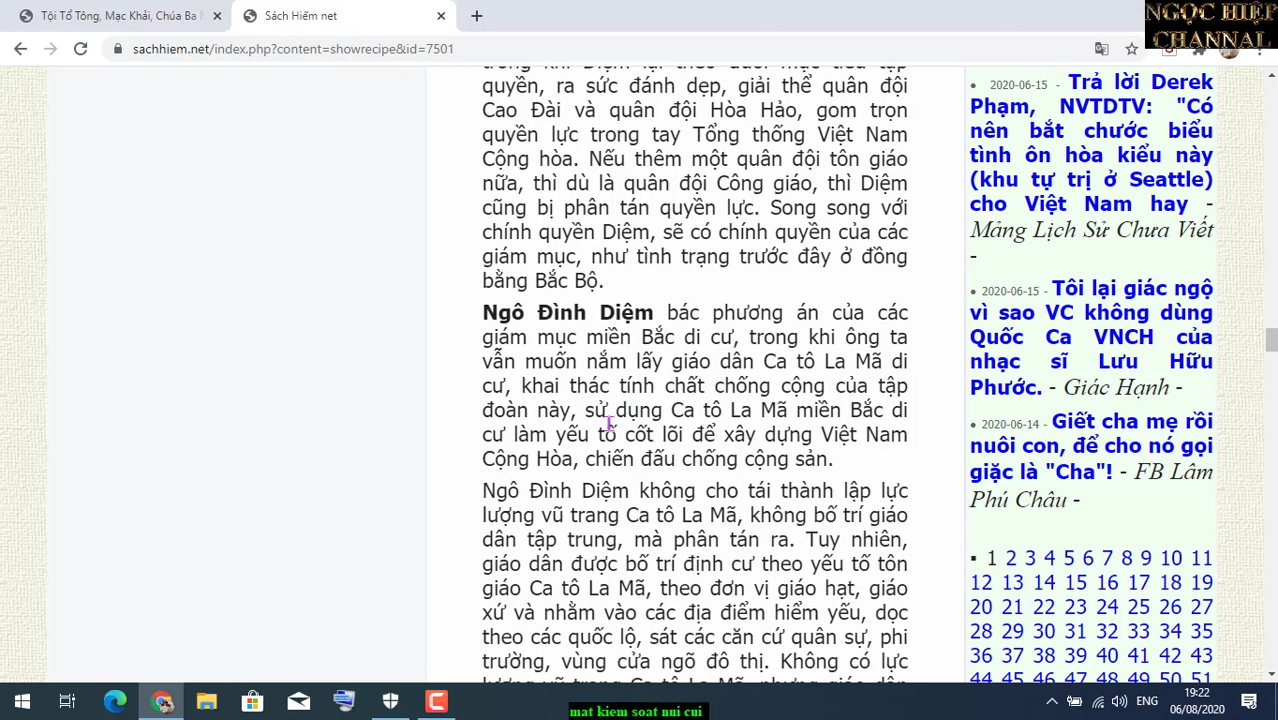 Tội Tổ Tông, Mạc Khải, Chúa Ba
Sách Hiếm net
NGỌC HIỆP
CHANNAL
sachhiem.net/index.php?content=showrecipe&id=7501
quyền, ra sức đánh dẹp, giải thể quân đội
Cao Đài và quân đội Hòa Hảo, gom trọn
quyền lực trong tay Tổng thống Việt Nam
Cộng hòa. Nếu thêm một quân đội tôn giáo
nữa, thì dù là quân đội Công giáo, thì Diệm
cũng bị phân tán quyền lực. Song song với
chính quyền Diệm, sẽ có chính quyền của các
giám mục, như tình trạng trước đây ở đồng
bằng Bắc Bộ.
Ngô Đình Diệm bác phương án của các
giám mục miền Bắc di cư, trong khi ông ta
vẫn muốn nắm lấy giáo dân Ca tô La Mã di
cư, khai thác tính chất chống cộng của tập
đoàn này, sử dụng Ca tô La Mã miền Bắc di
cư làm yếu tố cốt lõi để xây dựng Việt Nam
Cộng Hòa, chiến đấu chống cộng sản.
Ngô Đình Diệm không cho tái thành lập lực
lượng vũ trang Ca tô La Mã, không bố trí giáo
dân tập trung, mà phân tán ra. Tuy nhiên,
giáo dân được bố trí định cư theo yếu tố tôn
giáo Ca tô La Mã, theo đơn vị giáo hạt, giáo
xứ và nhằm vào các địa điểm hiểm yếu, dọc
theo các quốc lộ, sát các căn cứ quân sự, phi
trường, vùng cửa ngõ đô thị. Không có lực
• 2020-06-15 - Trả lời Derek
Phạm, NVTDTV: "Có
nên bắt chước biểu
tình ôn hòa kiểu này
(khu tự trị ở Seattle)
cho Việt Nam hay -
Mảng Lịch Sử Chưa Viết
-
• 2020-06-15 - Tôi lại giác ngộ
vì sao VC không dùng
Quốc Ca VNCH của
nhạc sĩ Lưu Hữu
Phước. - Giác Hạnh -
• 2020-06-14 - Giết cha mẹ rồi
nuôi con, để cho nó gọi
giặc là "Cha"! - FB Lâm
Phú Châu -
▪ 1 2 3 4 5 6 7 8 9 10 11
12 13 14 15 16 17 18 19
20 21 22 23 24 25 26 27
28 29 30 31 32 33 34 35
36 37 38 39 40 41 42 43
44 45 46 47 48 49 50 51
mat kiem soat nui cui
ENG
19:22
06/08/2020